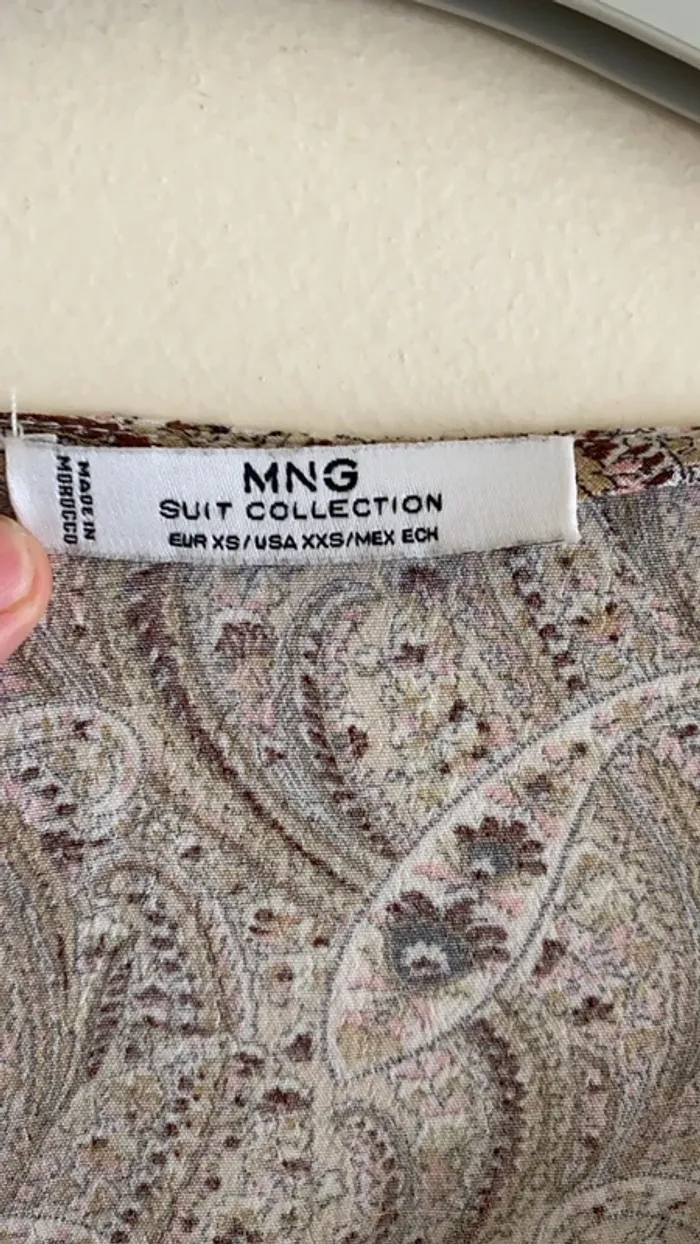 MNG
SUIT COLLECTION
EUR XS/USA XXS/MEX ECH
MADE IN
MOROCCO